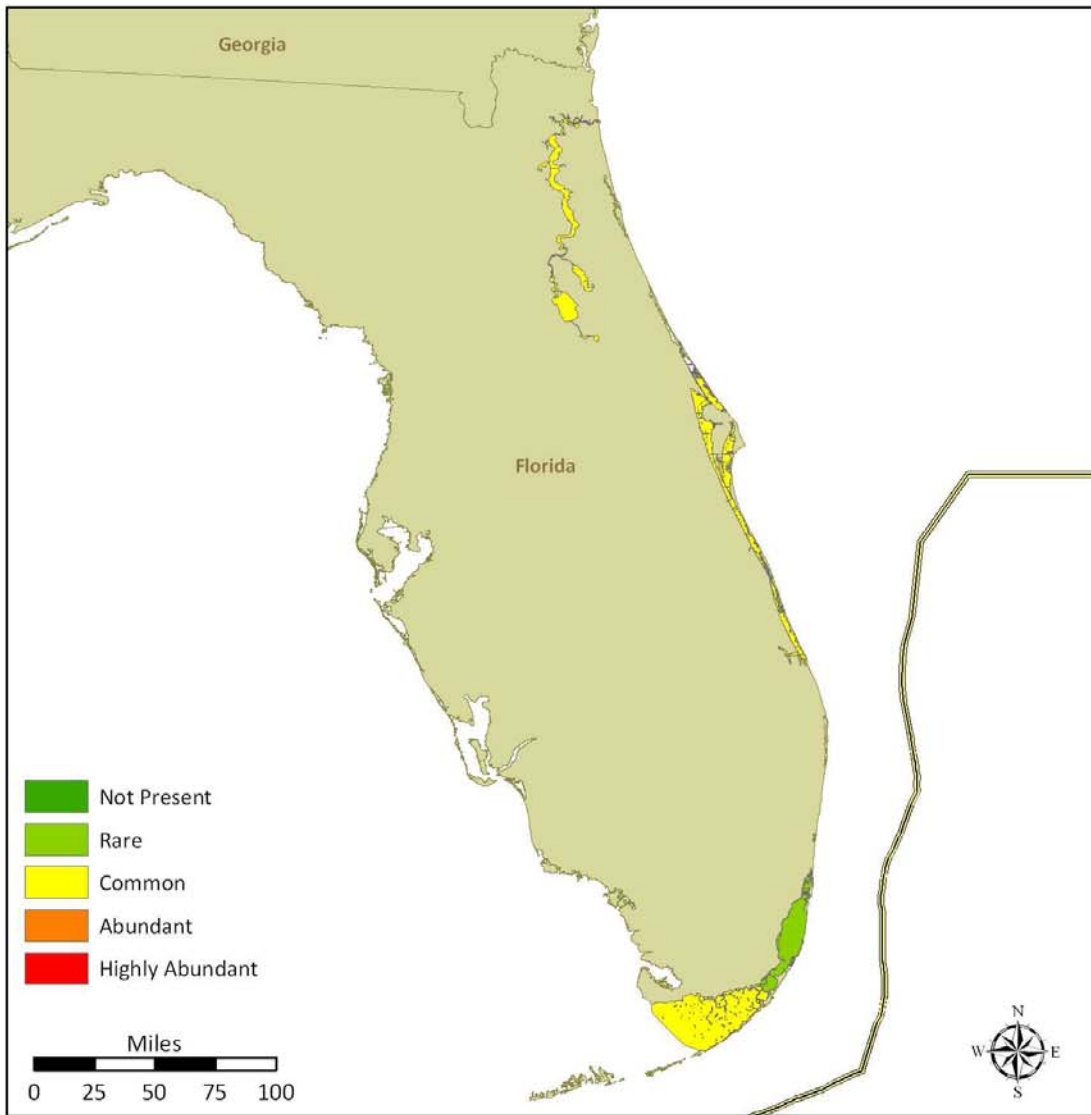 Georgia
Florida
Not Present
Rare
Common
Abundant
Highly Abundant
Miles
0 25 50 75 100
N
W E
S